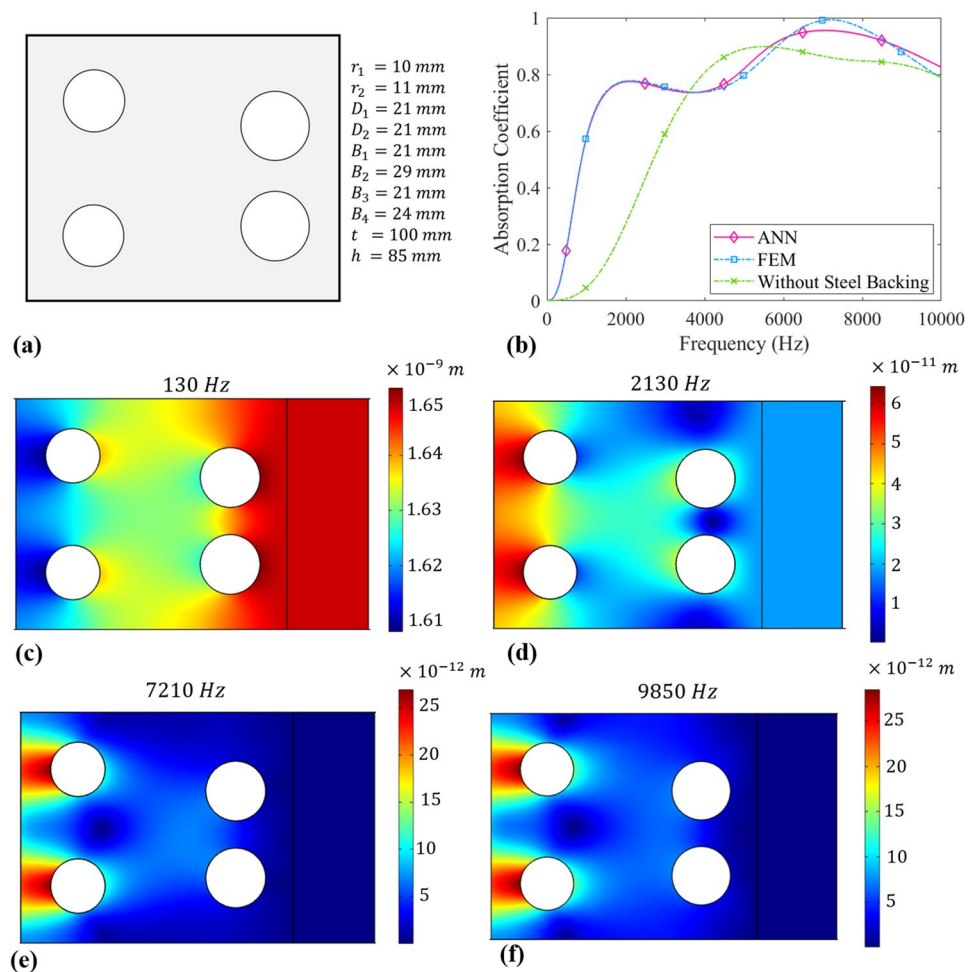 r₁ = 10 mm
r₂ = 11 mm
D₁ = 21 mm
D₂ = 21 mm
B₁ = 21 mm
B₂ = 29 mm
B₃ = 21 mm
B₄ = 24 mm
t = 100 mm
h = 85 mm
(a)
Absorption Coefficient
1
0.8
0.6
0.4
0.2
0
ANN
FEM
Without Steel Backing
0 2000 4000 6000 8000 10000
Frequency (Hz)
(b)
130 Hz
× 10⁻⁹ m
1.65
1.64
1.63
1.62
1.61
(c)
2130 Hz
× 10⁻¹¹ m
6
5
4
3
2
1
(d)
7210 Hz
× 10⁻¹² m
25
20
15
10
5
(e)
9850 Hz
× 10⁻¹² m
25
20
15
10
5
(f)